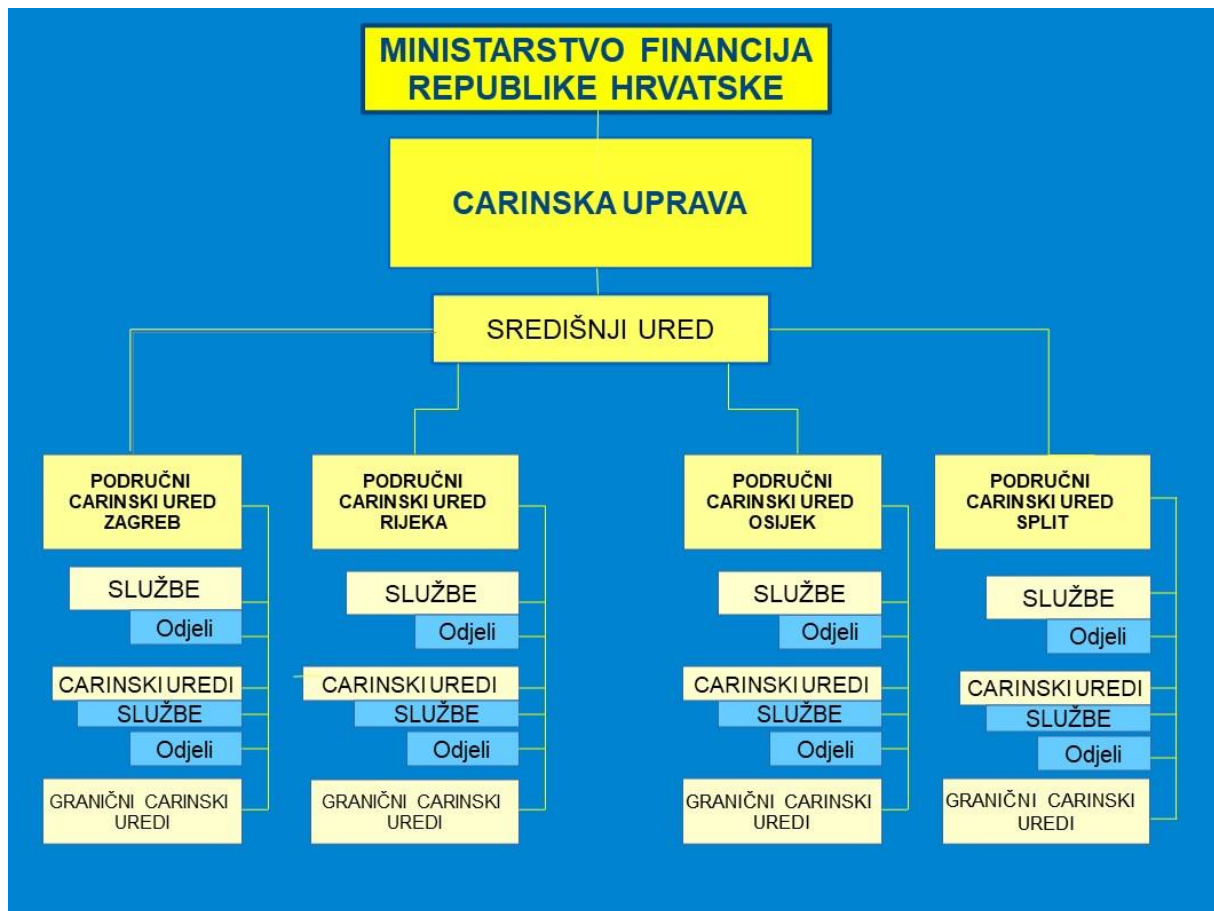 MINISTARSTVO FINANCIJA
REPUBLIKE HRVATSKE
CARINSKA UPRAVA
SREDIŠNJI URED
PODRUČNI
CARINSKI URED
ZAGREB
SLUŽBE
Odjeli
CARINSKI UREDI
SLUŽBE
Odjeli
GRANIČNI CARINSKI
UREDI
PODRUČNI
CARINSKI URED
RIJEKA
SLUŽBE
Odjeli
CARINSKI UREDI
SLUŽBE
Odjeli
GRANIČNI CARINSKI
UREDI
PODRUČNI
CARINSKI URED
OSIJEK
SLUŽBE
Odjeli
CARINSKI UREDI
SLUŽBE
Odjeli
GRANIČNI CARINSKI
UREDI
PODRUČNI
CARINSKI URED
SPLIT
SLUŽBE
Odjeli
CARINSKI UREDI
SLUŽBE
Odjeli
GRANIČNI CARINSKI
UREDI